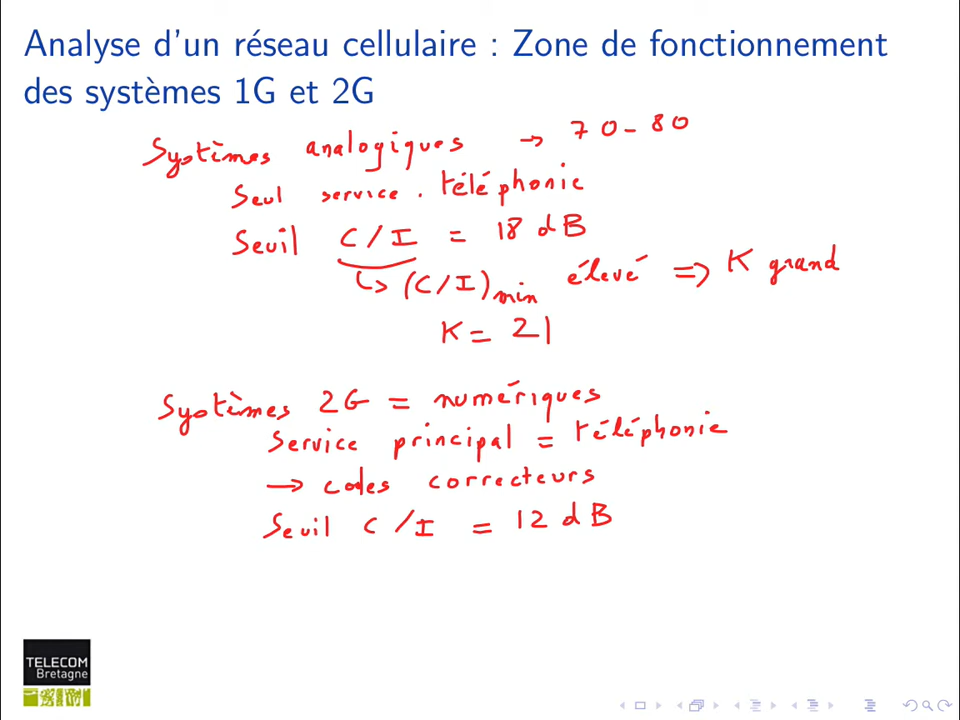 Analyse d'un réseau cellulaire : Zone de fonctionnement
des systèmes 1G et 2G
Systèmes analogiques → 70-80
Seul service . téléphonie
Seuil C/I = 18 dB
↳ (C/I)min élevé => K grand
K = 21
Systèmes 2G = numériques
Service principal = téléphonie
→ codes correcteurs
Seuil C/I = 12 dB
TELECOM
Bretagne